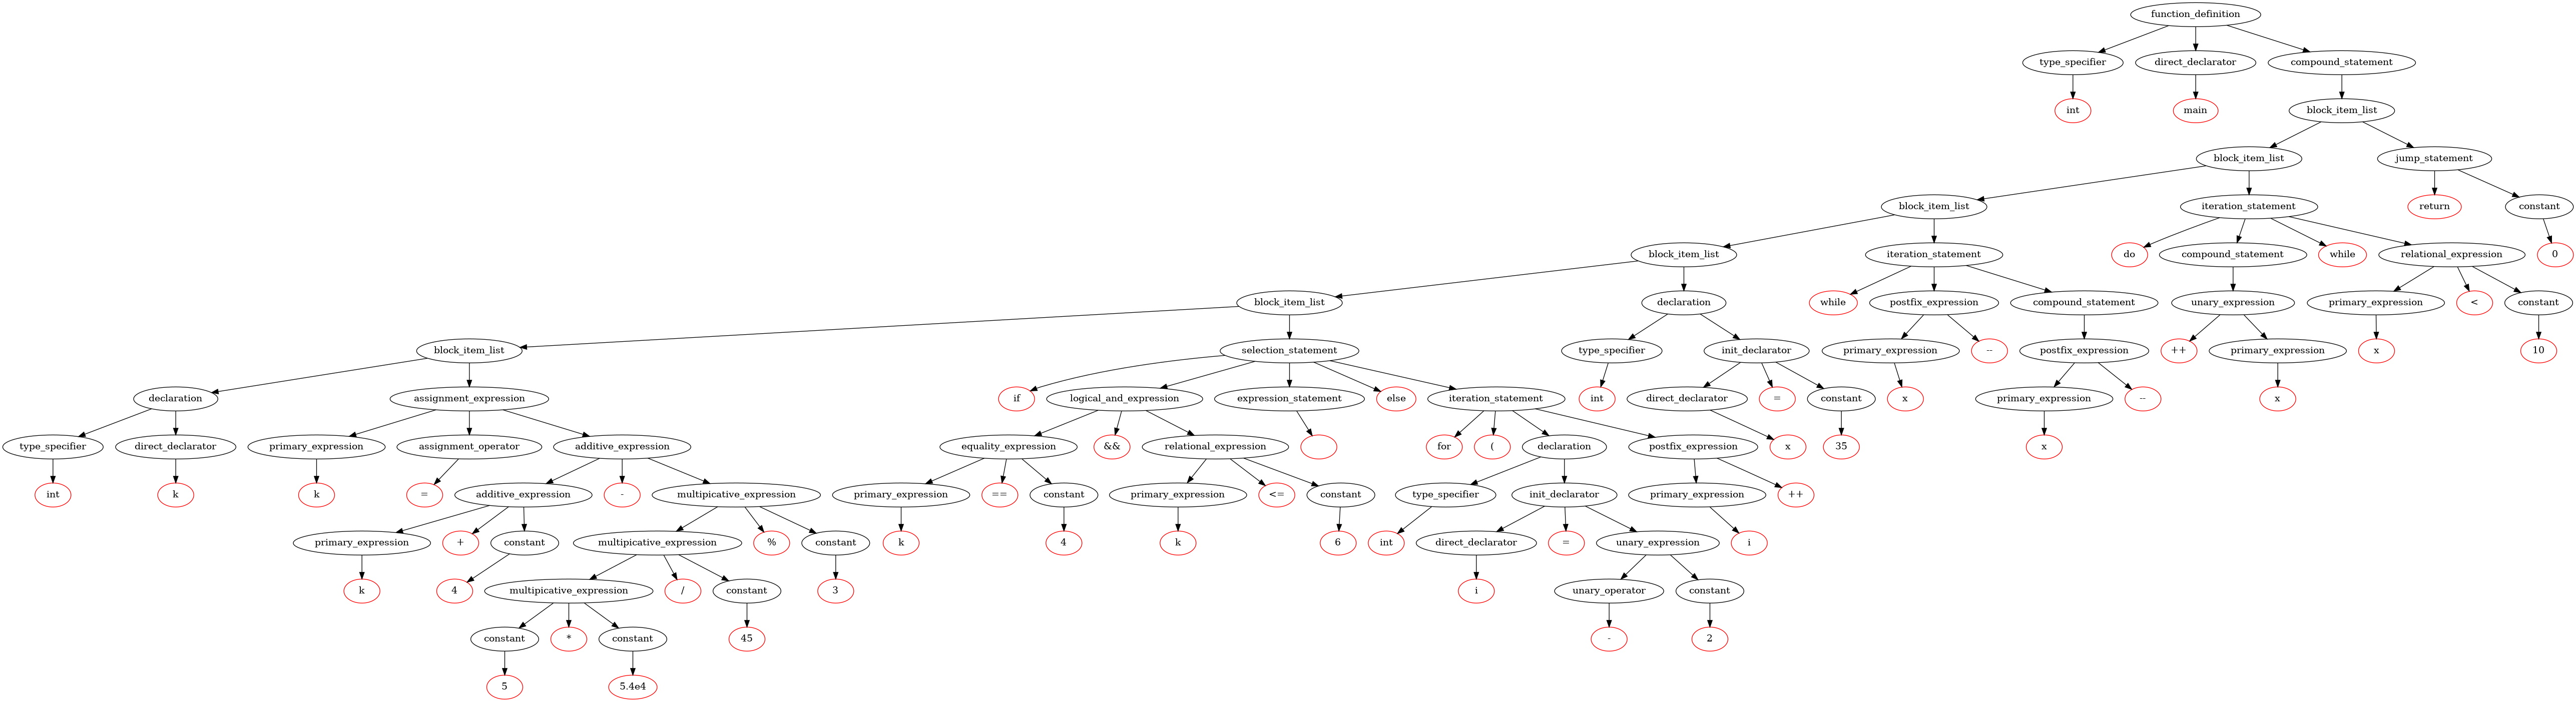 function_definition
type_specifier direct_declarator compound_statement
int main block_item_list
block_item_list jump_statement
block_item_list iteration_statement return constant
block_item_list iteration_statement do compound_statement while relational_expression 0
block_item_list declaration while postfix_expression compound_statement unary_expression primary_expression < constant
block_item_list selection_statement type_specifier init_declarator primary_expression -- postfix_expression ++ primary_expression x 10
declaration assignment_expression if logical_and_expression expression_statement else iteration_statement int direct_declarator = constant x primary_expression -- x
type_specifier direct_declarator primary_expression assignment_operator additive_expression equality_expression && relational_expression for ( declaration postfix_expression x 35 x
int k k = additive_expression - multipicative_expression primary_expression == constant primary_expression <= constant type_specifier init_declarator primary_expression ++
primary_expression + constant multipicative_expression % constant k 4 k 6 int direct_declarator = unary_expression i
k 4 multipicative_expression / constant 3 i unary_operator constant
constant * constant 45 - 2
5 5.4e4